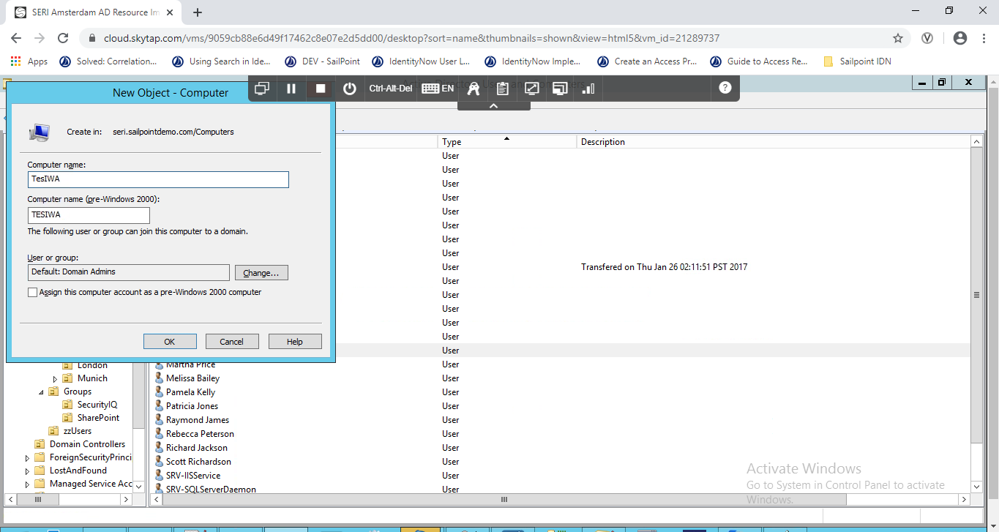 SERI Amsterdam AD Resource Im
cloud.skytap.com/vms/9059cb88e6d49f17462c8e07e2d5dd00/desktop?sort=name&thumbnails=shown&view=html5&vm_id=21289737
Apps Solved: Correlation... Using Search in Ide... DEV - SailPoint IdentityNow User L... IdentityNow Imple... Create an Access Pr... Guide to Access Re... Sailpoint IDN
New Object - Computer
Ctrl-Alt-Del EN
Create in: seri.sailpointdemo.com/Computers
Computer name:
TesIWA
Computer name (pre-Windows 2000):
TESIWA
The following user or group can join this computer to a domain.
User or group:
Default: Domain Admins
Change...
Assign this computer account as a pre-Windows 2000 computer
OK Cancel Help
Type Description
User
User
User
User
User
User
User
User
User Transfered on Thu Jan 26 02:11:51 PST 2017
User
User
User
User
User
User
London
Munich
Groups
SecurityIQ
SharePoint
zzUsers
Domain Controllers
ForeignSecurityPrinci
LostAndFound
Managed Service Acc
Martha Price User
Melissa Bailey User
Pamela Kelly User
Patricia Jones User
Raymond James User
Rebecca Peterson User
Richard Jackson User
Scott Richardson User
SRV-IISService User
SRV-SQLServerDaemon User
Activate Windows
Go to System in Control Panel to activate
Windows.